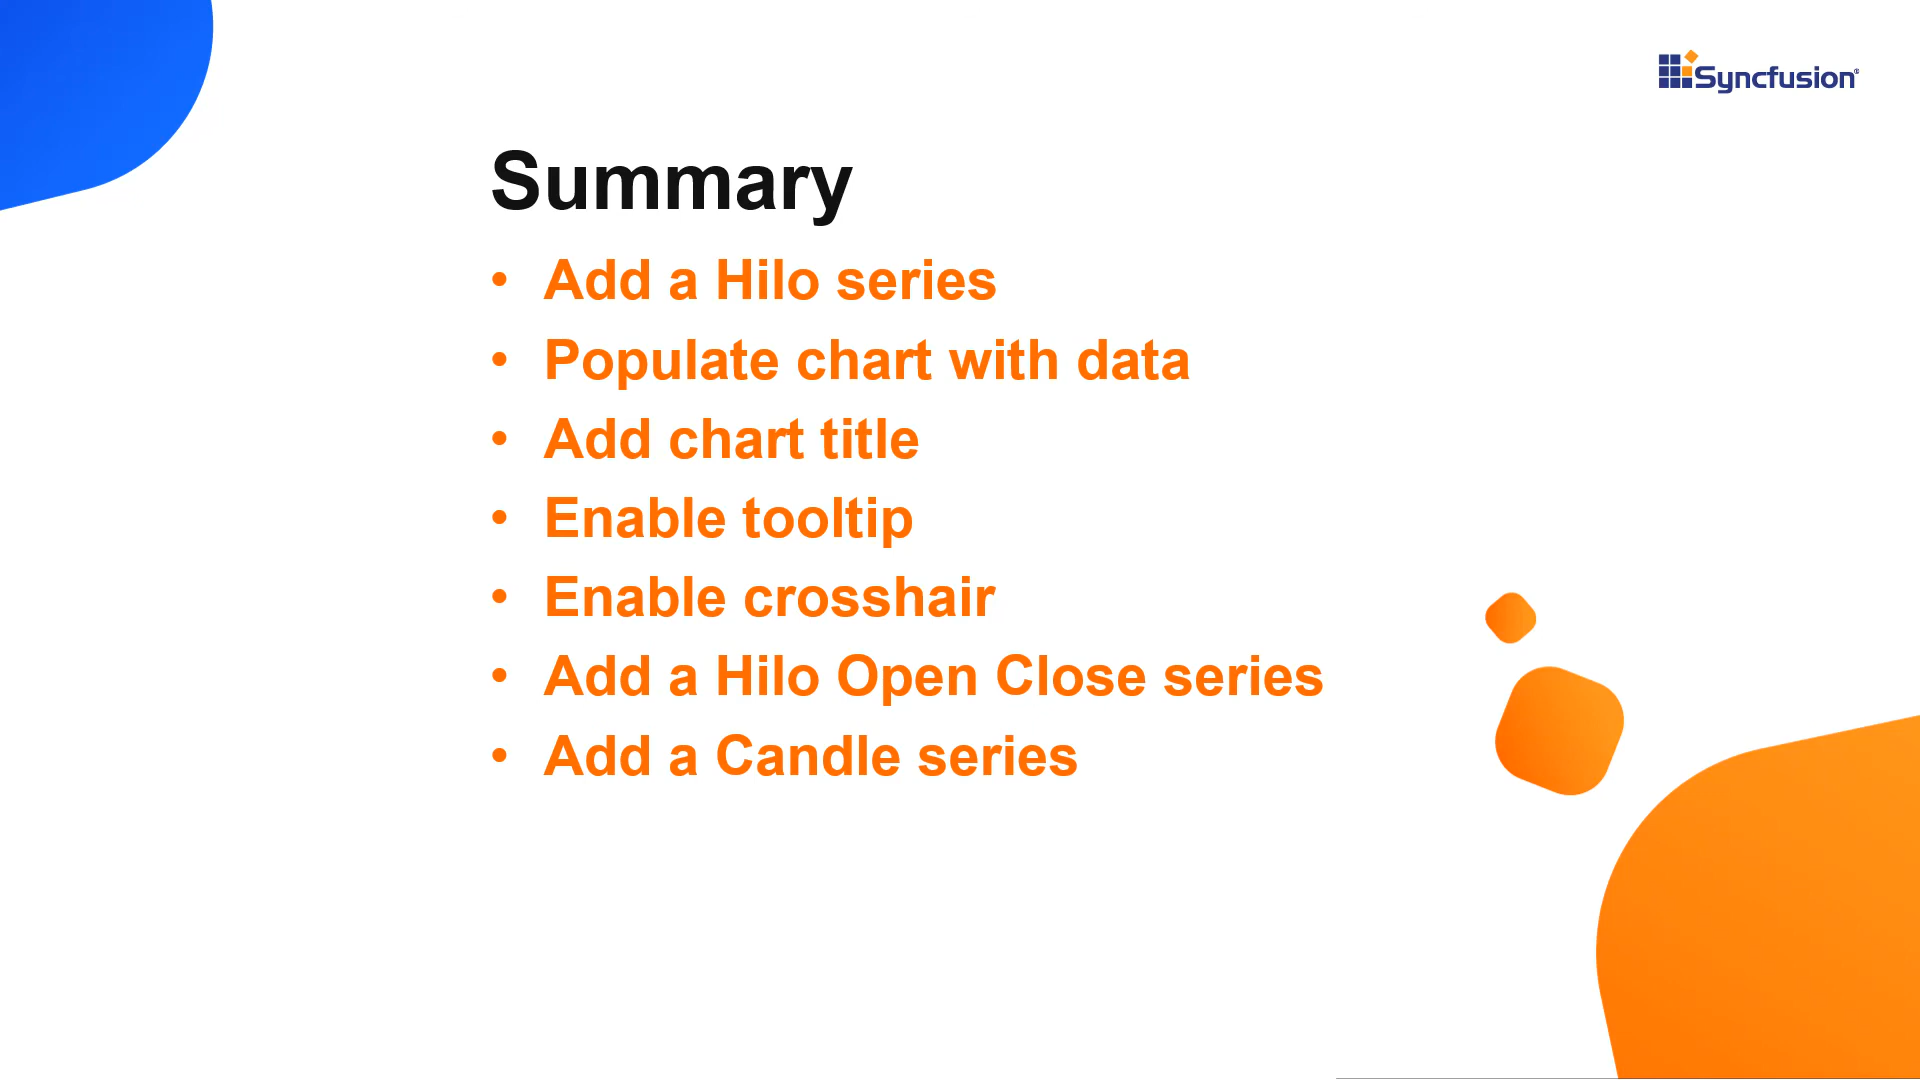 Syncfusion®
Summary
• Add a Hilo series
• Populate chart with data
• Add chart title
• Enable tooltip
• Enable crosshair
• Add a Hilo Open Close series
• Add a Candle series